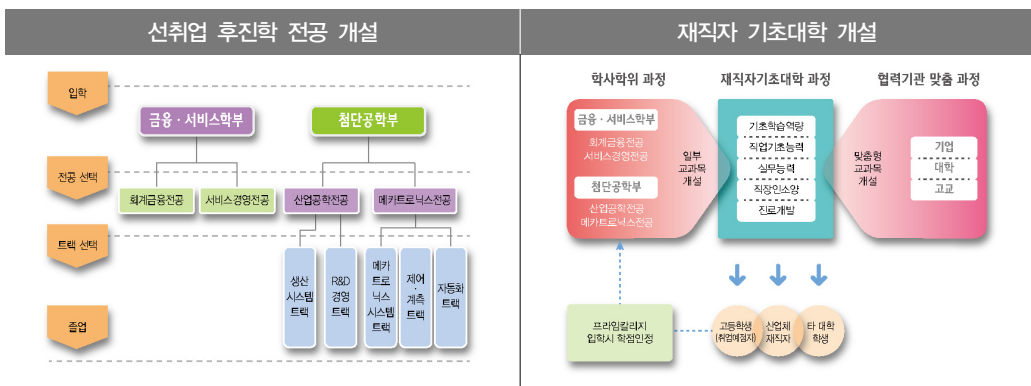 선취업 후진학 전공 개설
입학
금융·서비스학부
첨단공학부
전공 선택
회계금융전공
서비스경영전공
산업공학전공
메카트로닉스전공
트랙 선택
생산
시스템
트랙
R&D
경영
트랙
메카
트로
닉스
시스템
트랙
제어
·
계측
트랙
자동화
트랙
졸업
재직자 기초대학 개설
학사학위 과정
재직자기초대학 과정
협력기관 맞춤 과정
금융·서비스학부
회계금융전공
서비스경영전공
첨단공학부
산업공학전공
메카트로닉스전공
일부
교과목
개설
기초학습역량
직업기초능력
실무능력
직장인소양
진로개발
맞춤형
교과목
개설
기업
대학
고교
프라임칼리지
입학시 학점인정
고등학생
(취업예정자)
산업체
재직자
타 대학
학생